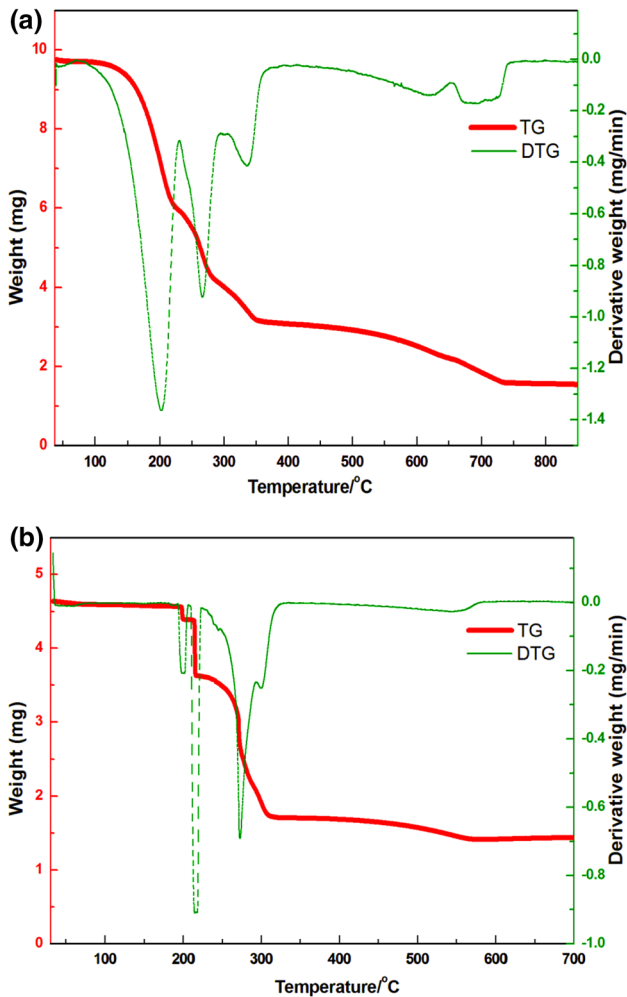 (a)
10
8
6
4
2
0
Weight (mg)
0.0
-0.2
-0.4
-0.6
-0.8
-1.0
-1.2
-1.4
Derivative weight (mg/min)
TG
DTG
100 200 300 400 500 600 700 800
Temperature/°C
(b)
5
4
3
2
1
0
Weight (mg)
0.0
-0.2
-0.4
-0.6
-0.8
-1.0
Derivative weight (mg/min)
TG
DTG
100 200 300 400 500 600 700
Temperature/°C